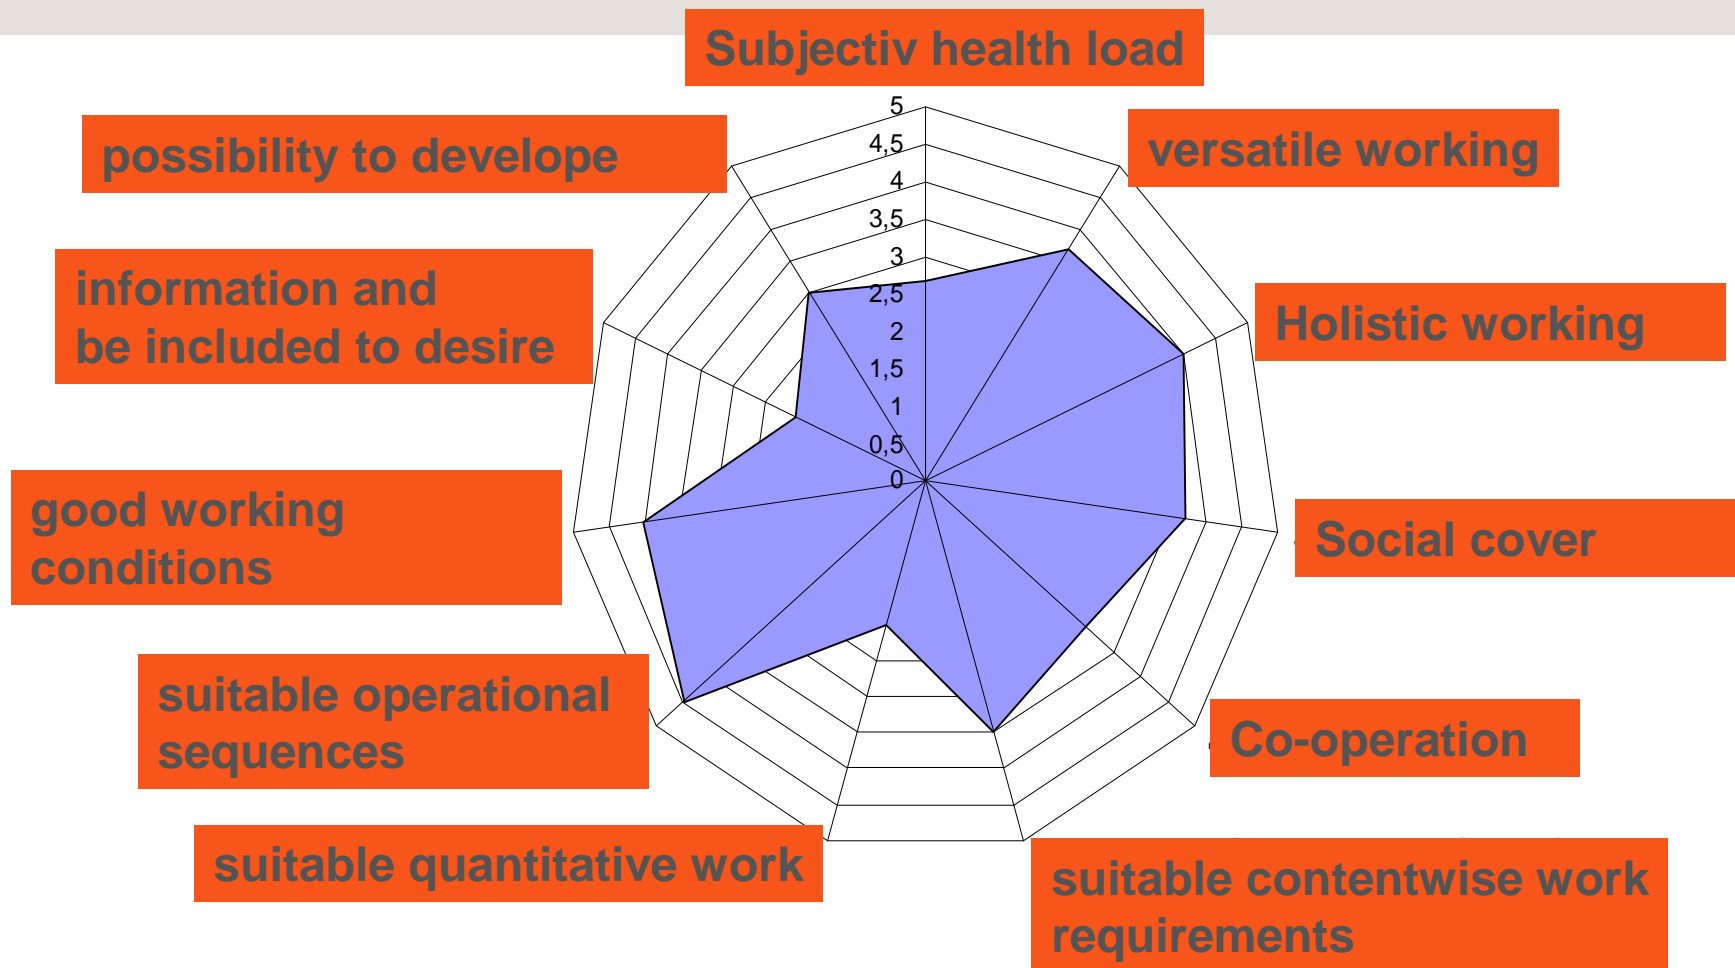 Subjectiv health load
possibility to develope
versatile working
information and
be included to desire
Holistic working
good working
conditions
Social cover
suitable operational
sequences
Co-operation
suitable quantitative work
suitable contentwise work
requirements
5
4,5
4
3,5
3
2,5
2
1,5
1
0,5
0